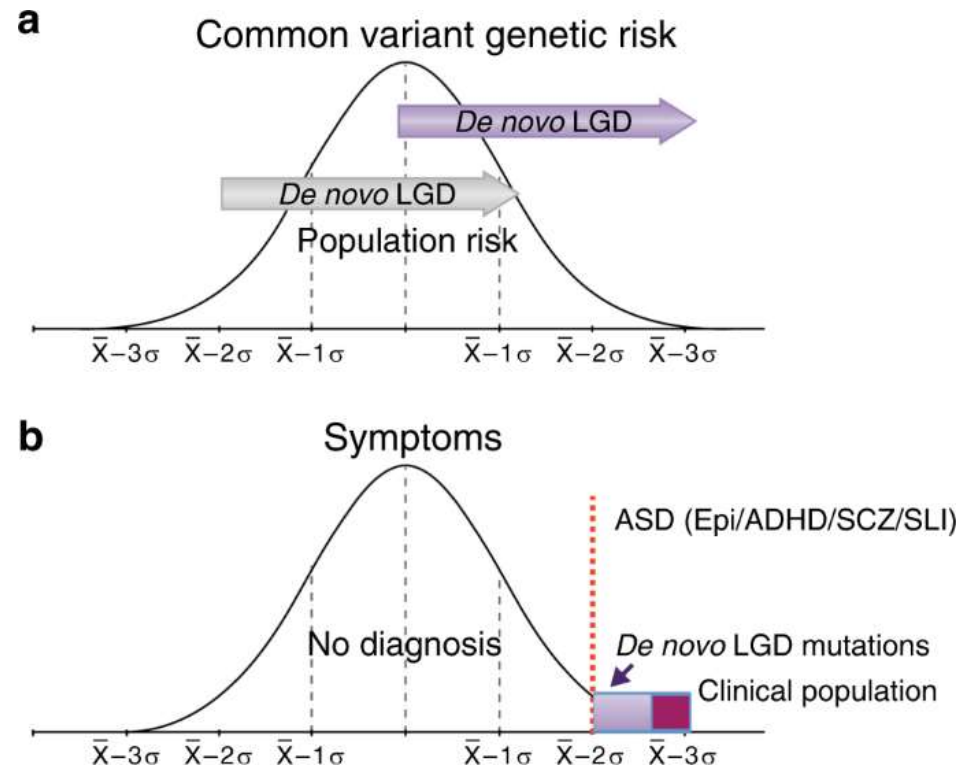 a
Common variant genetic risk
De novo LGD
De novo LGD
Population risk
X̄−3σ X̄−2σ X̄−1σ X̄−1σ X̄−2σ X̄−3σ
b
Symptoms
ASD (Epi/ADHD/SCZ/SLI)
No diagnosis
De novo LGD mutations
Clinical population
X̄−3σ X̄−2σ X̄−1σ X̄−1σ X̄−2σ X̄−3σ